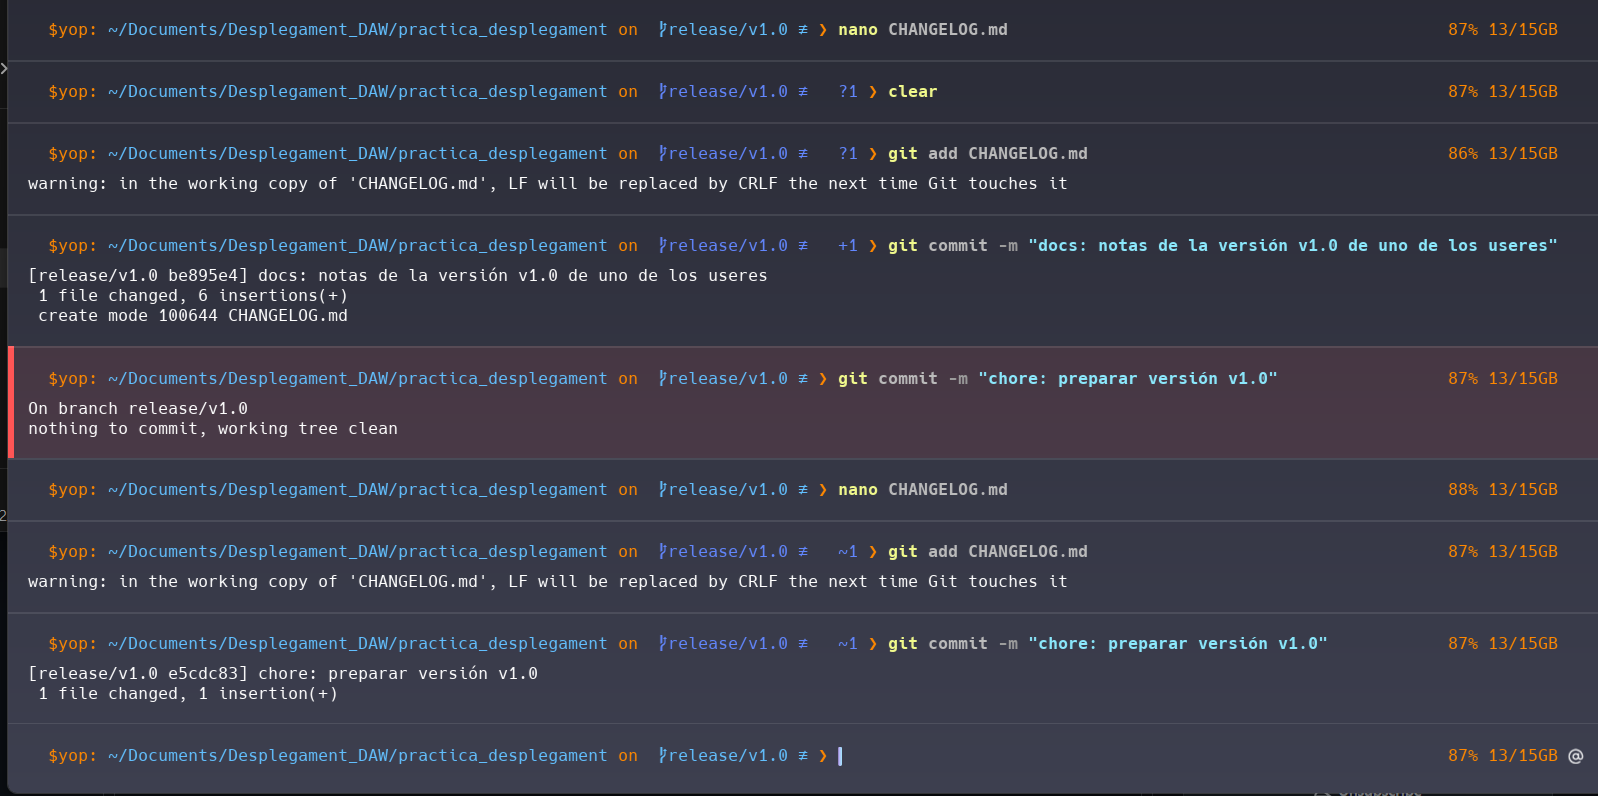 $yop: ~/Documents/Desplegament_DAW/practica_desplegament on release/v1.0 ≢ ❯ nano CHANGELOG.md 87% 13/15GB
$yop: ~/Documents/Desplegament_DAW/practica_desplegament on release/v1.0 ≢ ?1 ❯ clear 87% 13/15GB
$yop: ~/Documents/Desplegament_DAW/practica_desplegament on release/v1.0 ≢ ?1 ❯ git add CHANGELOG.md 86% 13/15GB
warning: in the working copy of 'CHANGELOG.md', LF will be replaced by CRLF the next time Git touches it
$yop: ~/Documents/Desplegament_DAW/practica_desplegament on release/v1.0 ≢ +1 ❯ git commit -m "docs: notas de la versión v1.0 de uno de los useres"
[release/v1.0 be895e4] docs: notas de la versión v1.0 de uno de los useres
1 file changed, 6 insertions(+)
create mode 100644 CHANGELOG.md
$yop: ~/Documents/Desplegament_DAW/practica_desplegament on release/v1.0 ≢ ❯ git commit -m "chore: preparar versión v1.0" 87% 13/15GB
On branch release/v1.0
nothing to commit, working tree clean
$yop: ~/Documents/Desplegament_DAW/practica_desplegament on release/v1.0 ≢ ❯ nano CHANGELOG.md 88% 13/15GB
$yop: ~/Documents/Desplegament_DAW/practica_desplegament on release/v1.0 ≢ ~1 ❯ git add CHANGELOG.md 87% 13/15GB
warning: in the working copy of 'CHANGELOG.md', LF will be replaced by CRLF the next time Git touches it
$yop: ~/Documents/Desplegament_DAW/practica_desplegament on release/v1.0 ≢ ~1 ❯ git commit -m "chore: preparar versión v1.0" 87% 13/15GB
[release/v1.0 e5cdc83] chore: preparar versión v1.0
1 file changed, 1 insertion(+)
$yop: ~/Documents/Desplegament_DAW/practica_desplegament on release/v1.0 ≢ ❯ 87% 13/15GB @